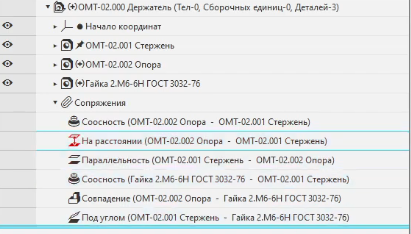 ОМТ-02.000 Держатель (Тел-0, Сборочных единиц-0, Деталей-3)
Начало координат
(+)ОМТ-02.001 Стержень
(+)ОМТ-02.002 Опора
(+)Гайка 2.М6-6Н ГОСТ 3032-76
Сопряжения
Соосность (ОМТ-02.002 Опора - ОМТ-02.001 Стержень)
На расстоянии (ОМТ-02.002 Опора - ОМТ-02.001 Стержень)
Параллельность (ОМТ-02.001 Стержень - ОМТ-02.002 Опора)
Соосность (Гайка 2.М6-6Н ГОСТ 3032-76 - ОМТ-02.001 Стержень)
Совпадение (ОМТ-02.002 Опора - Гайка 2.М6-6Н ГОСТ 3032-76)
Под углом (ОМТ-02.001 Стержень - Гайка 2.М6-6Н ГОСТ 3032-76)